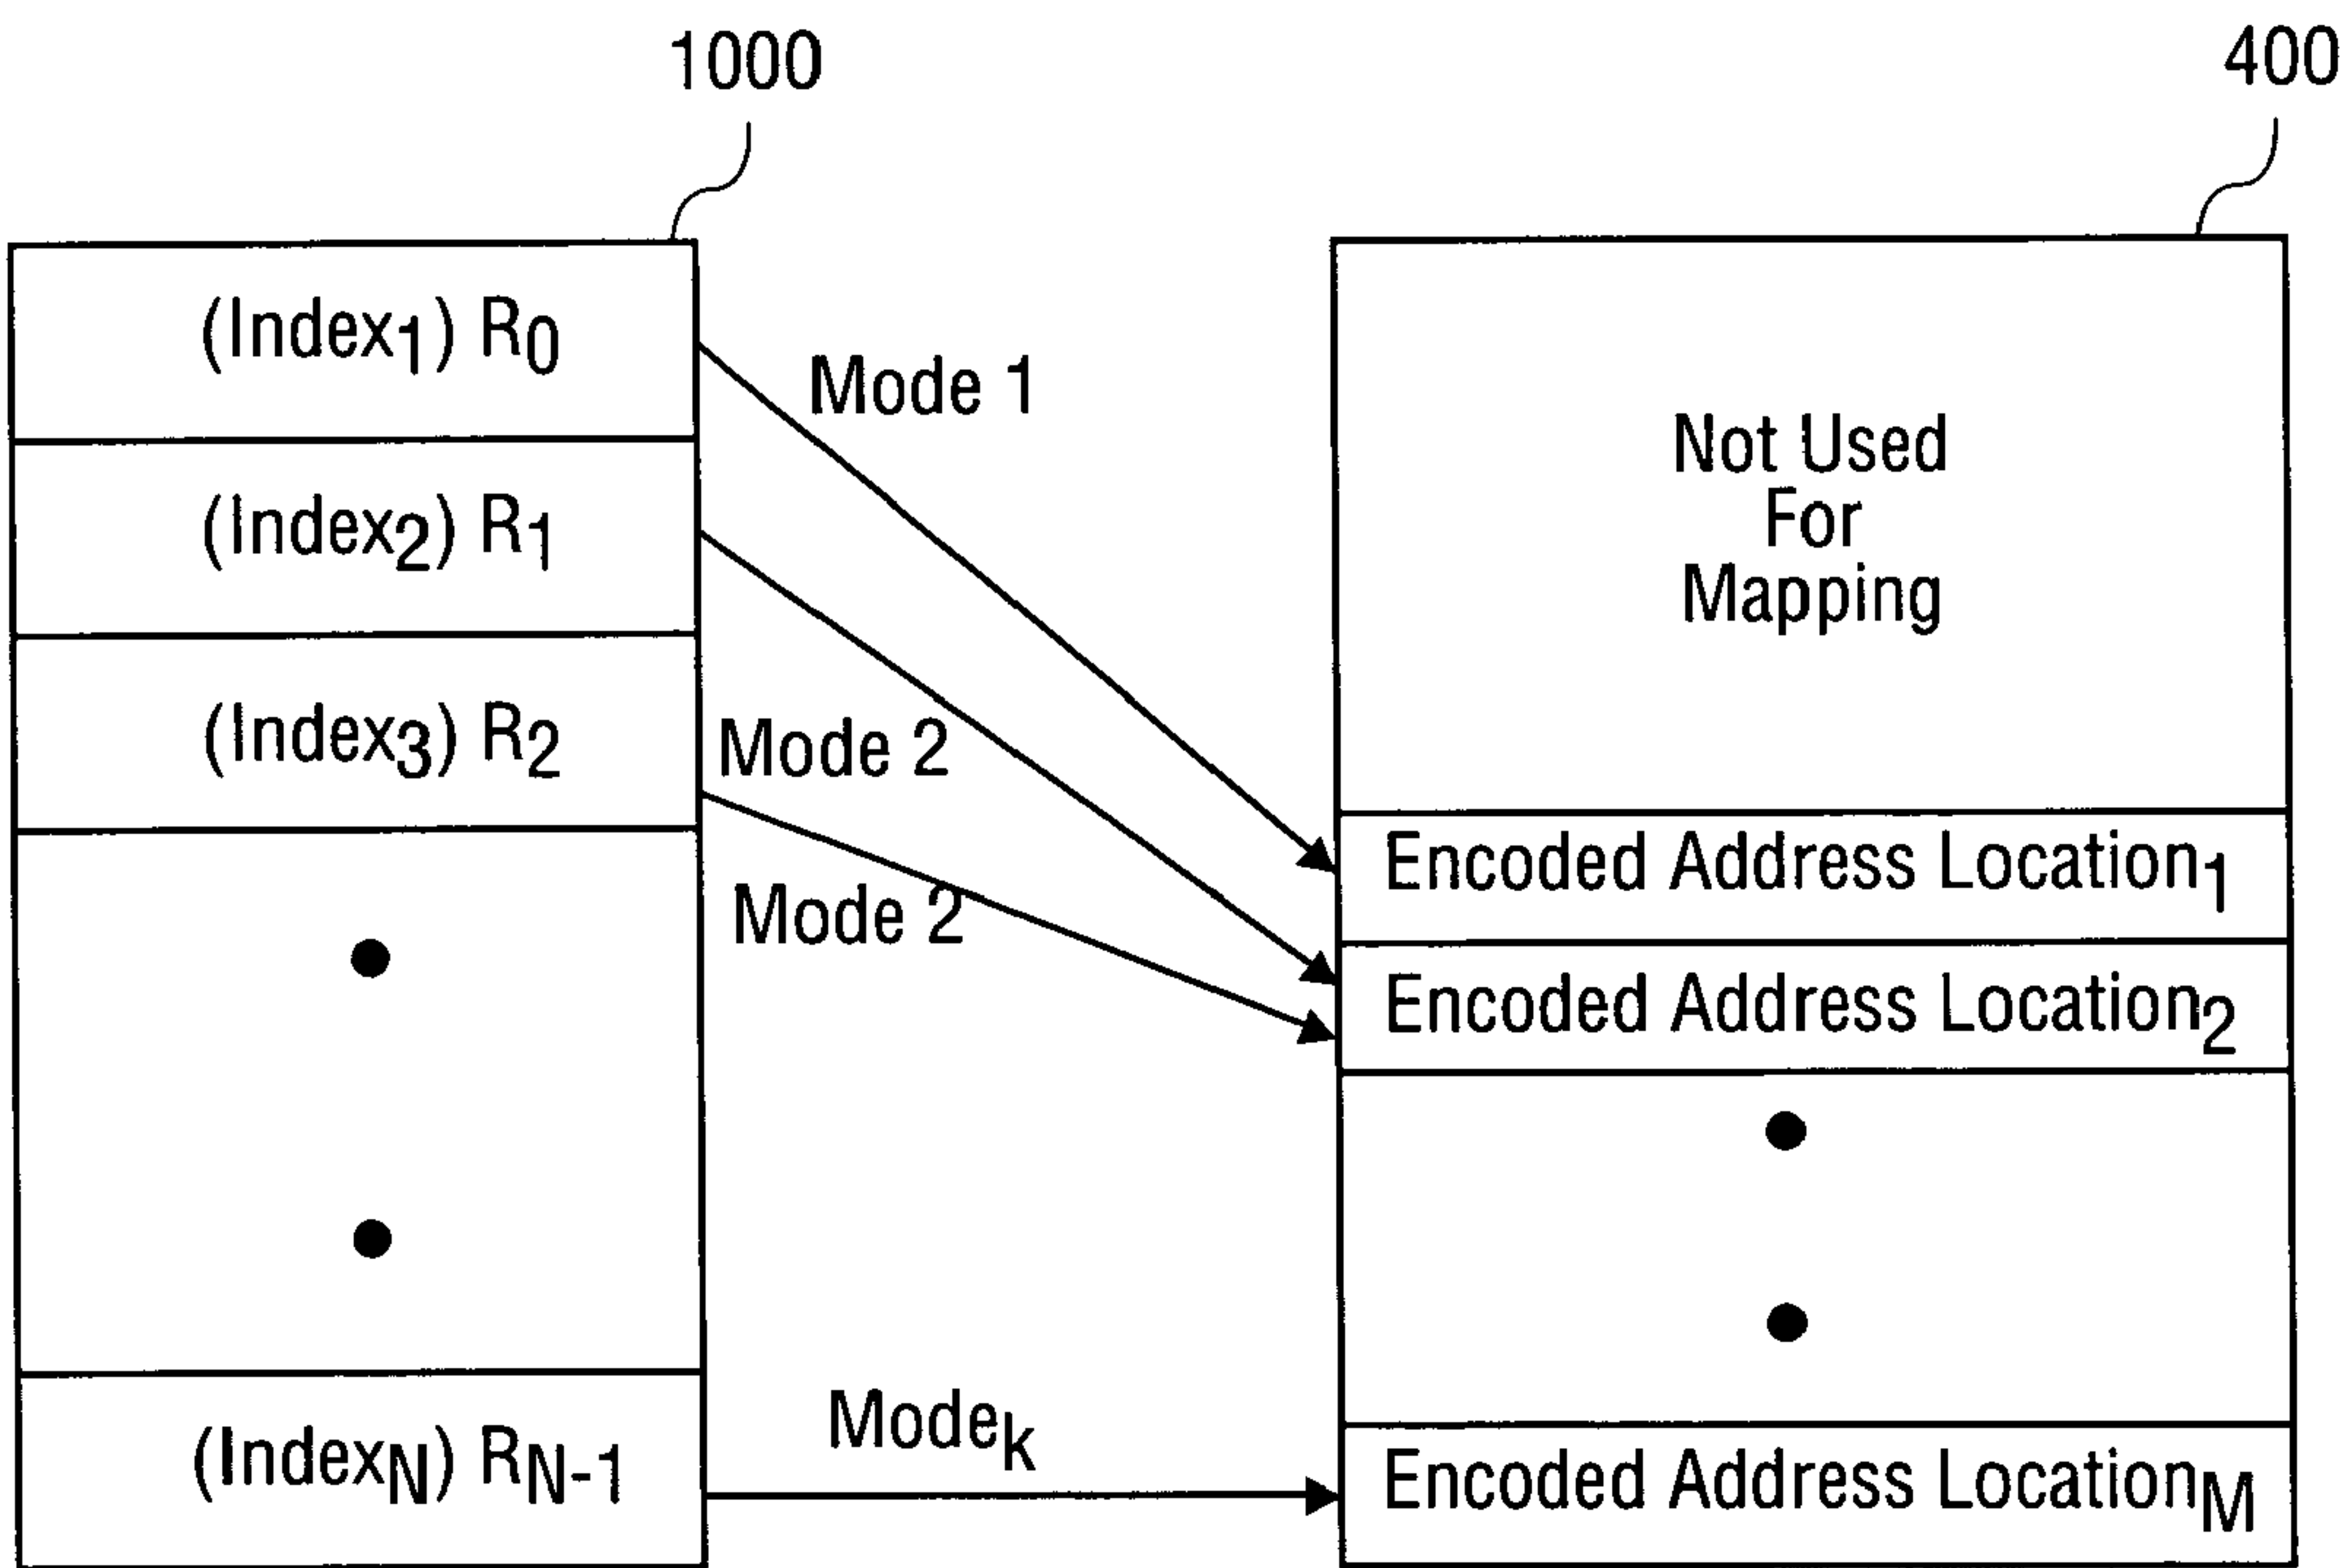 1000
400
(Index1) R0
Mode 1
(Index2) R1
Not Used
For
Mapping
(Index3) R2
Mode 2
Mode 2
Encoded Address Location1
Encoded Address Location2
(IndexN) RN-1
Modek
Encoded Address LocationM